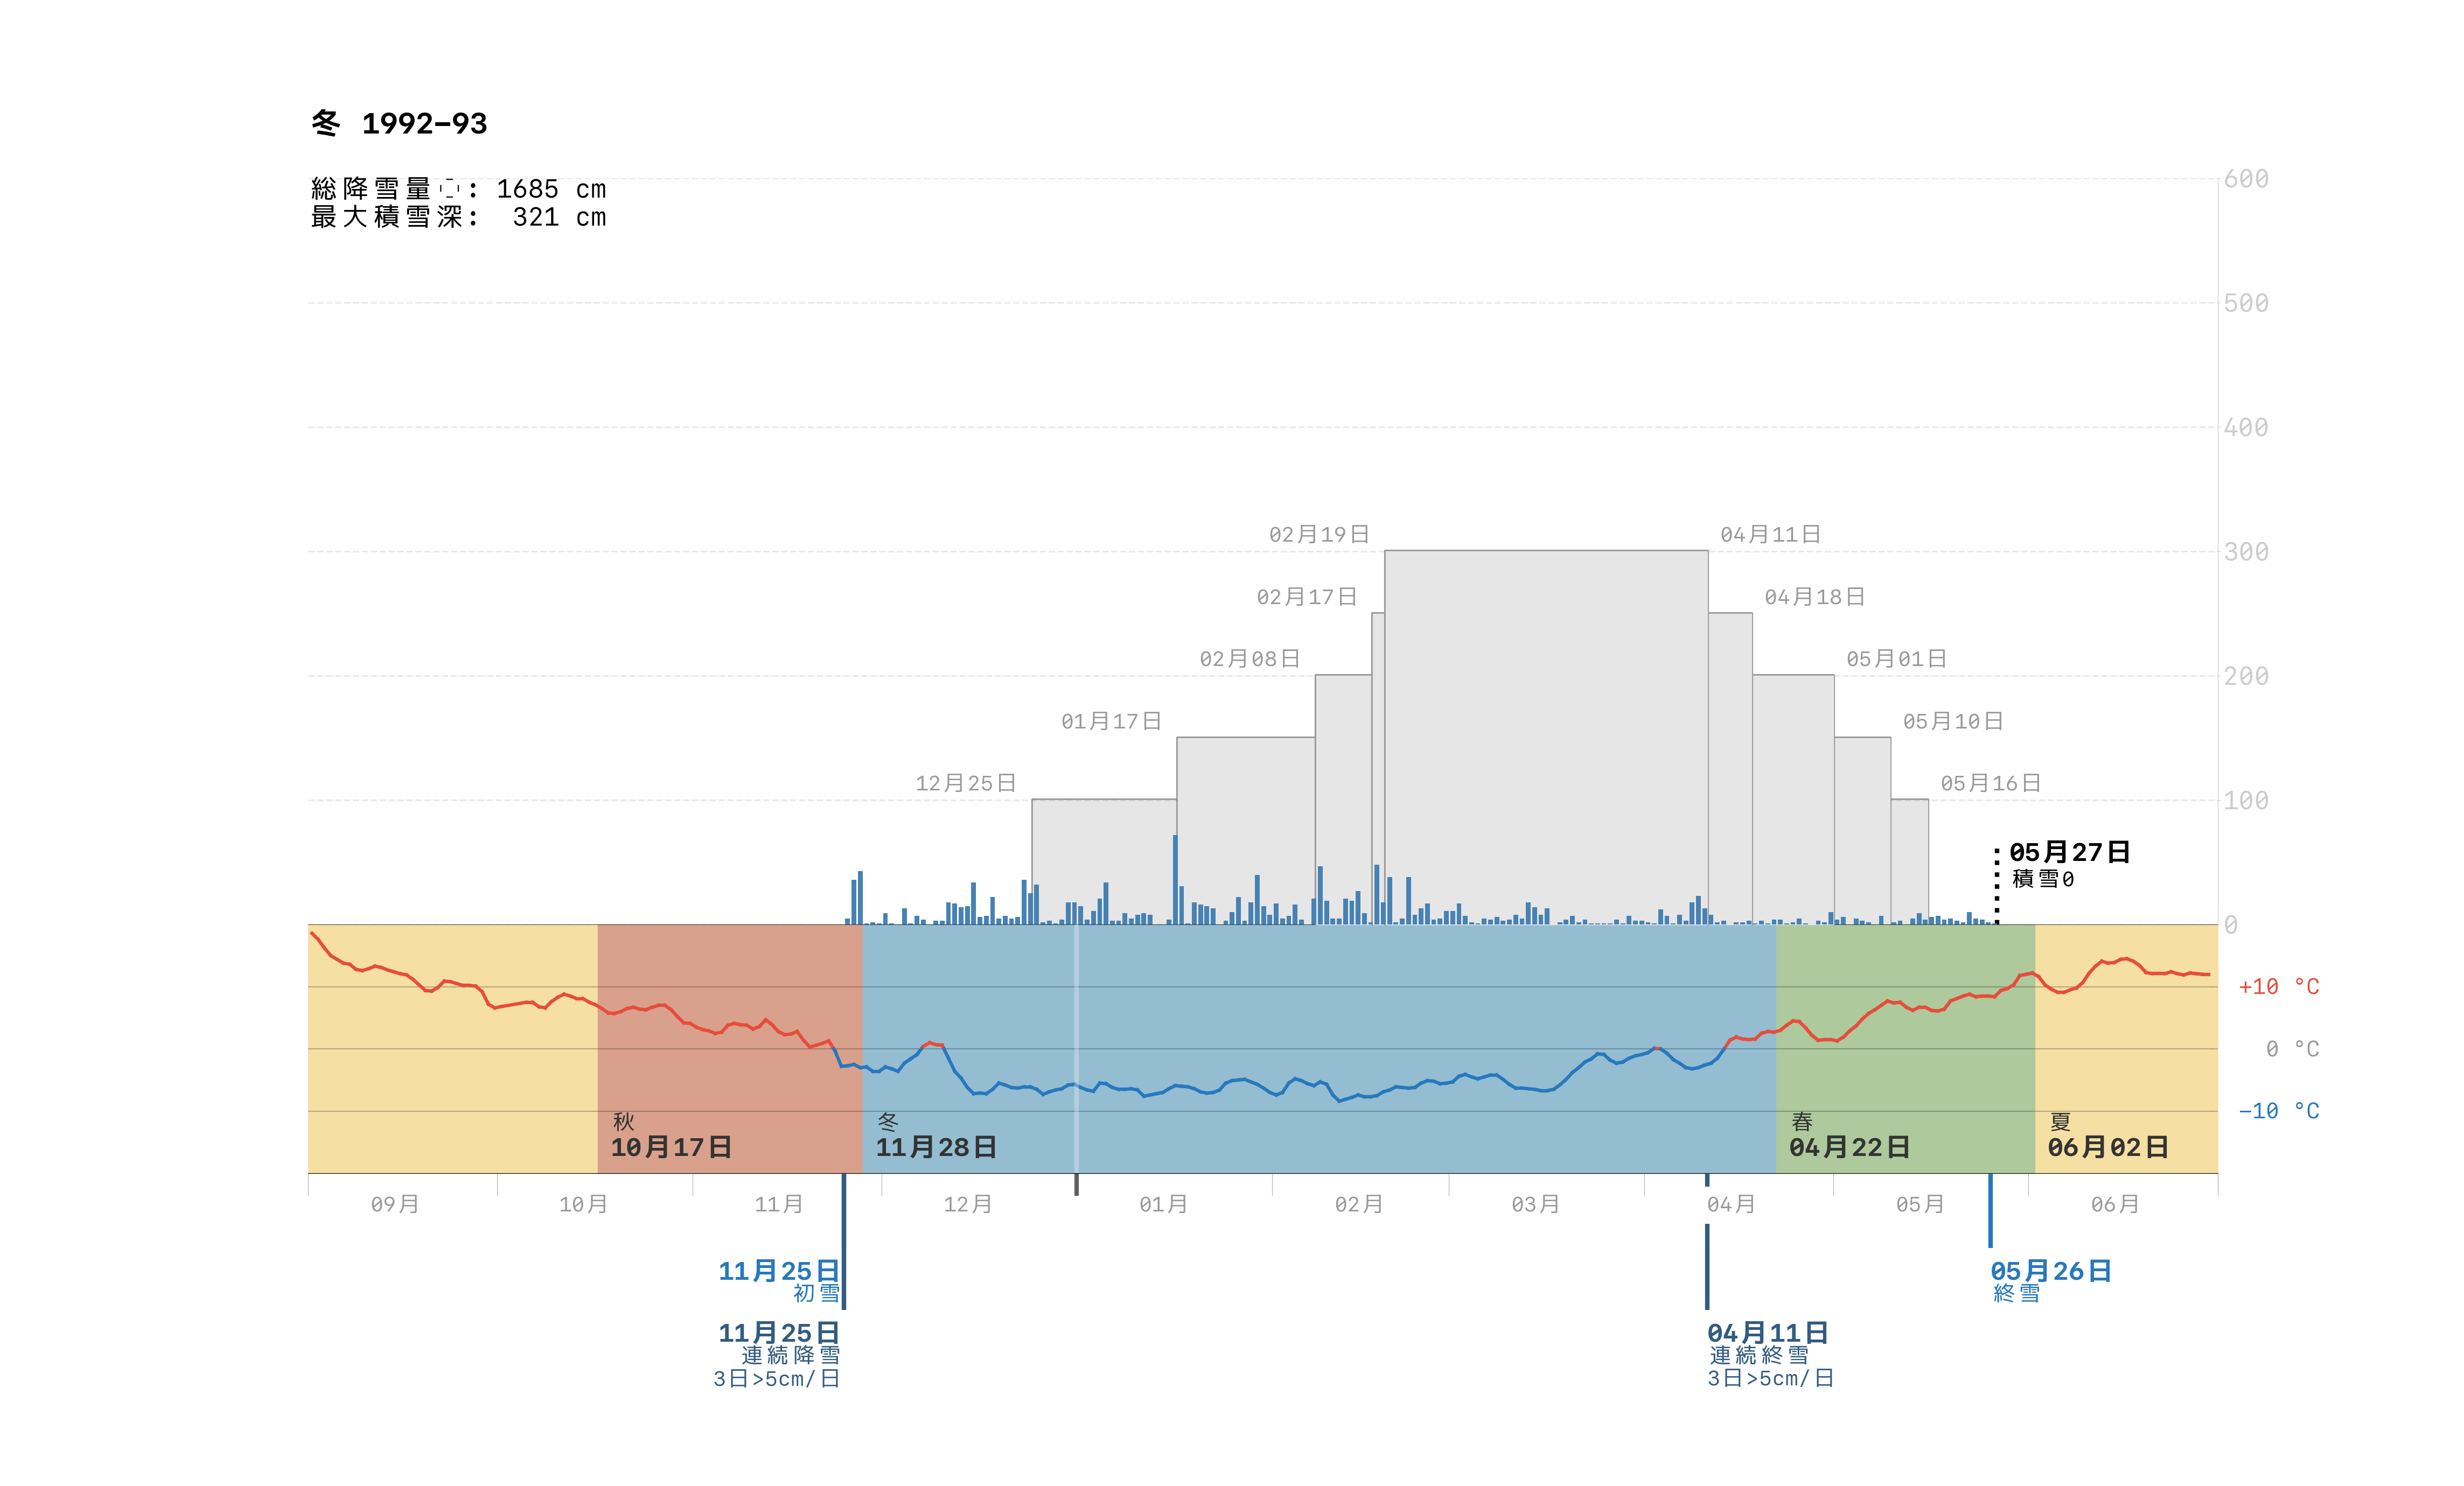 冬 1992−93
総降雪量: 1685 cm
最大積雪深: 321 cm
600
500
400
300
200
100
0
02月19日
04月11日
02月17日
04月18日
02月08日
05月01日
01月17日
05月10日
12月25日
05月16日
05月27日
積雪0
+10 °C
0 °C
−10 °C
秋
10月17日
冬
11月28日
春
04月22日
夏
06月02日
09月
10月
11月
12月
01月
02月
03月
04月
05月
06月
11月25日
初雪
05月26日
終雪
11月25日
連続降雪
3日>5cm/日
04月11日
連続終雪
3日>5cm/日